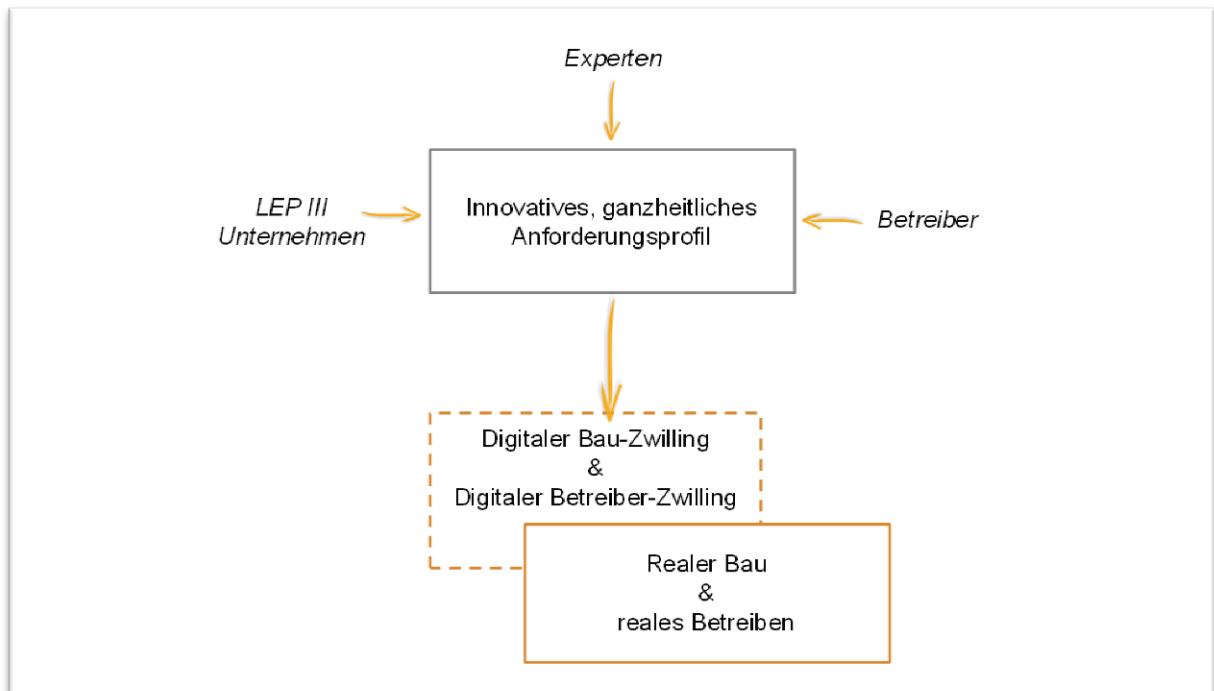 Experten
LEP III
Unternehmen
Innovatives, ganzheitliches
Anforderungsprofil
Betreiber
Digitaler Bau-Zwilling
&
Digitaler Betreiber-Zwilling
Realer Bau
&
reales Betreiben